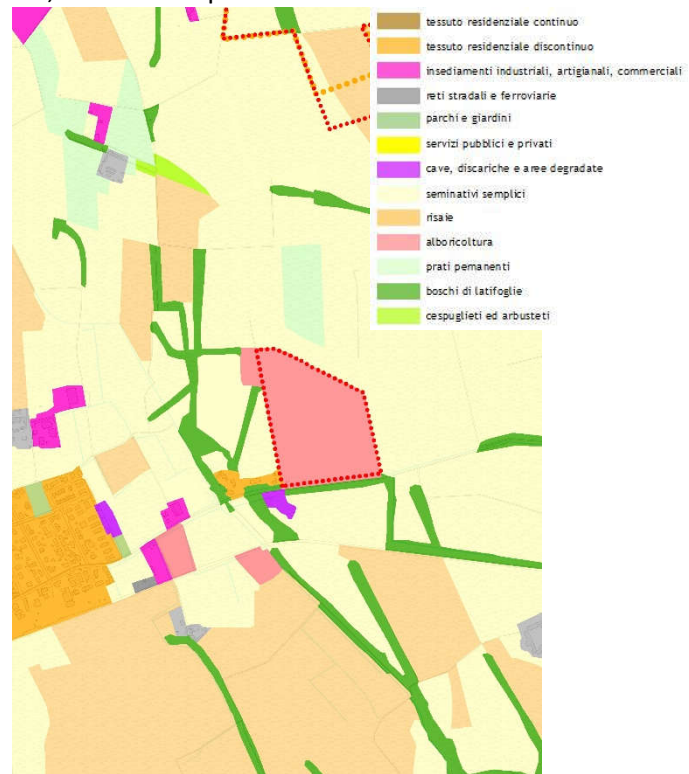 tessuto residenziale continuo
tessuto residenziale discontinuo
insediamenti industriali, artigianali, commerciali
reti stradali e ferroviarie
parchi e giardini
servizi pubblici e privati
cave, discariche e aree degradate
seminativi semplici
risaie
alboricoltura
prati pemanenti
boschi di latifoglie
cespuglieti ed arbusteti